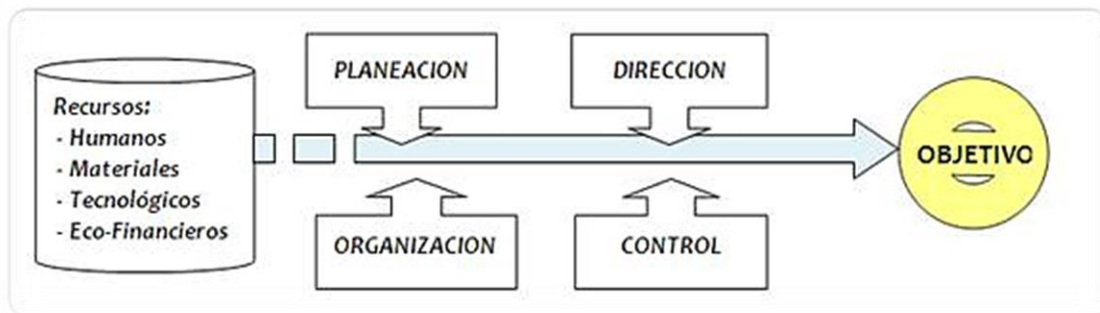 Recursos:
- Humanos
- Materiales
- Tecnológicos
- Eco-Financieros
PLANEACION
DIRECCION
ORGANIZACION
CONTROL
OBJETIVO